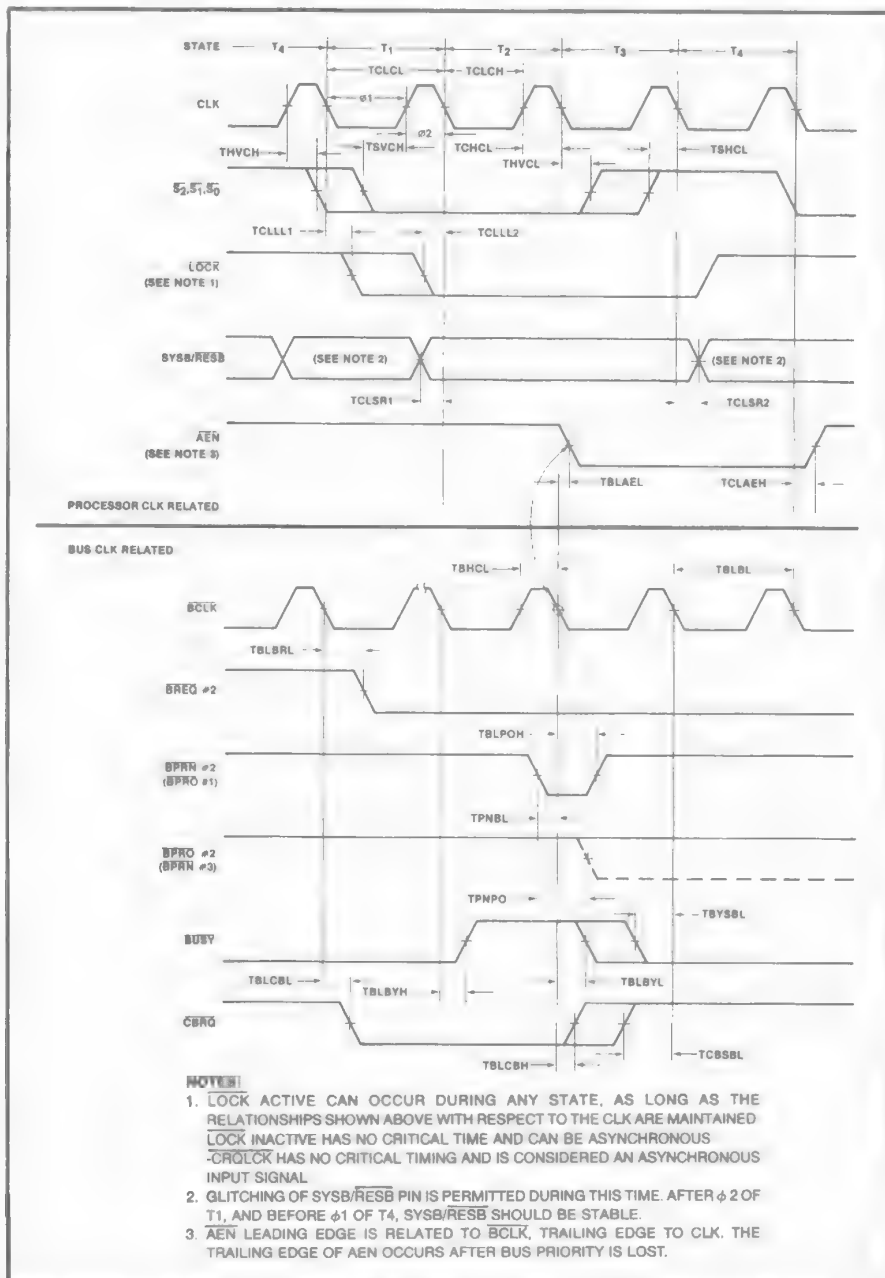 STATE T4 T1 T2 T3 T4
TCLCL TCLCH
CLK ø1
ø2
THVCH TSVCH TCHCL THVCL TSHCL
S2,S1,S0
TCLLL1 TCLLL2
LOCK
(SEE NOTE 1)
SYSB/RESB (SEE NOTE 2) (SEE NOTE 2)
TCLSR1 TCLSR2
AEN
(SEE NOTE 3)
TBLAEL TCLAEH
PROCESSOR CLK RELATED
BUS CLK RELATED
TBHCL TBLBL
BCLK
TBLBRL
BREQ #2
TBLPOH
BPRN #2
(BPRO #1)
TPNBL
BPRO #2
(BPRN #3)
TPNPO TBYSBL
BUSY
TBLCBL TBLBYH TBLBYL
CBRQ
TBLCBH TCBSBL
NOTES:
1. LOCK ACTIVE CAN OCCUR DURING ANY STATE, AS LONG AS THE
RELATIONSHIPS SHOWN ABOVE WITH RESPECT TO THE CLK ARE MAINTAINED
LOCK INACTIVE HAS NO CRITICAL TIME AND CAN BE ASYNCHRONOUS
-CRQLCK HAS NO CRITICAL TIMING AND IS CONSIDERED AN ASYNCHRONOUS
INPUT SIGNAL
2. GLITCHING OF SYSB/RESB PIN IS PERMITTED DURING THIS TIME. AFTER φ2 OF
T1, AND BEFORE φ1 OF T4, SYSB/RESB SHOULD BE STABLE.
3. AEN LEADING EDGE IS RELATED TO BCLK, TRAILING EDGE TO CLK. THE
TRAILING EDGE OF AEN OCCURS AFTER BUS PRIORITY IS LOST.